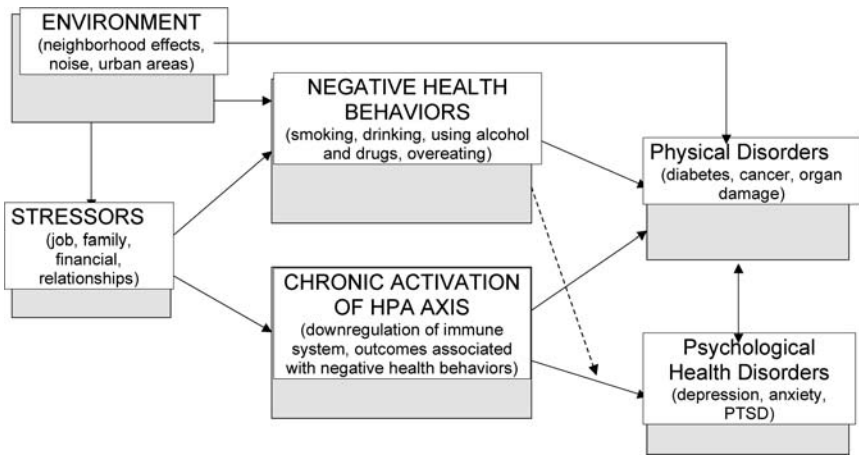 ENVIRONMENT
(neighborhood effects,
noise, urban areas)
NEGATIVE HEALTH
BEHAVIORS
(smoking, drinking, using alcohol
and drugs, overeating)
Physical Disorders
(diabetes, cancer, organ
damage)
STRESSORS
(job, family,
financial,
relationships)
CHRONIC ACTIVATION
OF HPA AXIS
(downregulation of immune
system, outcomes associated
with negative health behaviors)
Psychological
Health Disorders
(depression, anxiety,
PTSD)